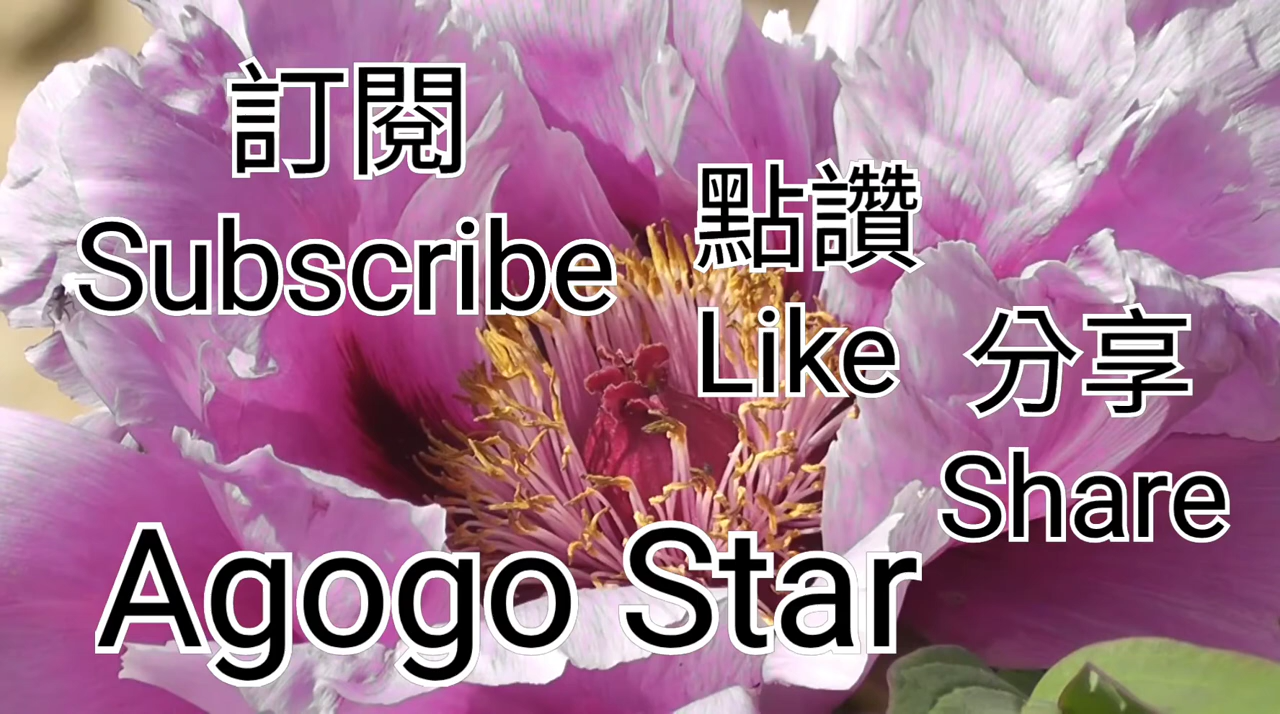 訂閱
Subscribe
點讚
Like
分享
Share
Agogo Star